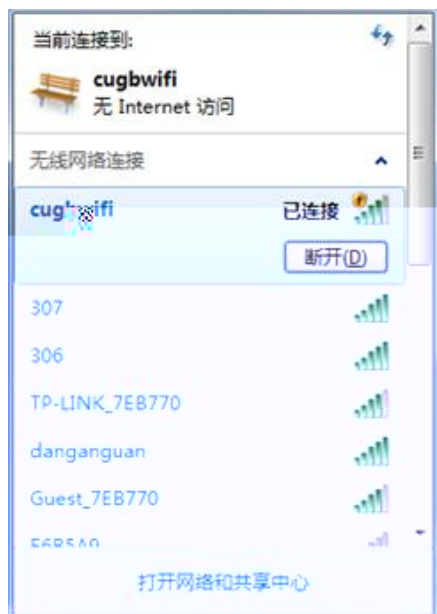 当前连接到:
cugbwifi
无 Internet 访问
无线网络连接
cugbwifi 已连接
断开(D)
307
306
TP-LINK_7EB770
danganguan
Guest_7EB770
打开网络和共享中心